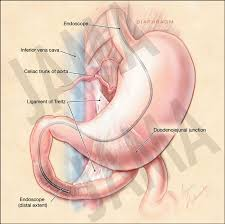 Endoscope
DIAPHRAGM
Inferior vena cava
Celiac trunk of aorta
Ligament of Treitz
Duodenojejunal junction
Endoscope
(distal extent)
JAMA
JAMA